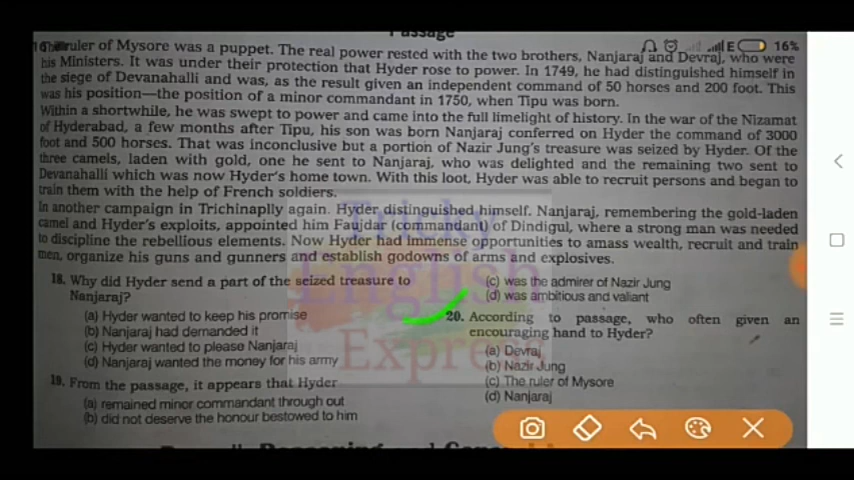 Passage
The ruler of Mysore was a puppet. The real power rested with the two brothers, Nanjaraj and Devraj, who were
his Ministers. It was under their protection that Hyder rose to power. In 1749, he had distinguished himself in
the siege of Devanahalli and was, as the result given an independent command of 50 horses and 200 foot. This
was his position—the position of a minor commandant in 1750, when Tipu was born.
Within a shortwhile, he was swept to power and came into the full limelight of history. In the war of the Nizamat
of Hyderabad, a few months after Tipu, his son was born Nanjaraj conferred on Hyder the command of 3000
foot and 500 horses. That was inconclusive but a portion of Nazir Jung's treasure was seized by Hyder. Of the
three camels, laden with gold, one he sent to Nanjaraj, who was delighted and the remaining two sent to
Devanahalli which was now Hyder's home town. With this loot, Hyder was able to recruit persons and began to
train them with the help of French soldiers.
In another campaign in Trichinaplly again. Hyder distinguished himself. Nanjaraj, remembering the gold-laden
camel and Hyder's exploits, appointed him Faujdar (commandan) of Dindigul, where a strong man was needed
to discipline the rebellious elements. Now Hyder had immense opportunities to amass wealth, recruit and train
men, organize his guns and gunners and establish godowns of arms and explosives.
18. Why did Hyder send a part of the seized treasure to
Nanjaraj?
(a) Hyder wanted to keep his promise
(b) Nanjaraj had demanded it
(c) Hyder wanted to please Nanjaraj
(d) Nanjaraj wanted the money for his army
19. From the passage, it appears that Hyder
(a) remained minor commandant through out
(b) did not deserve the honour bestowed to him
(c) was the admirer of Nazir Jung
(d) was ambitious and valiant
20. According to passage, who often given an
encouraging hand to Hyder?
(a) Devraj
(b) Nazir Jung
(c) The ruler of Mysore
(d) Nanjaraj
E 16%
Tricky
English
Express